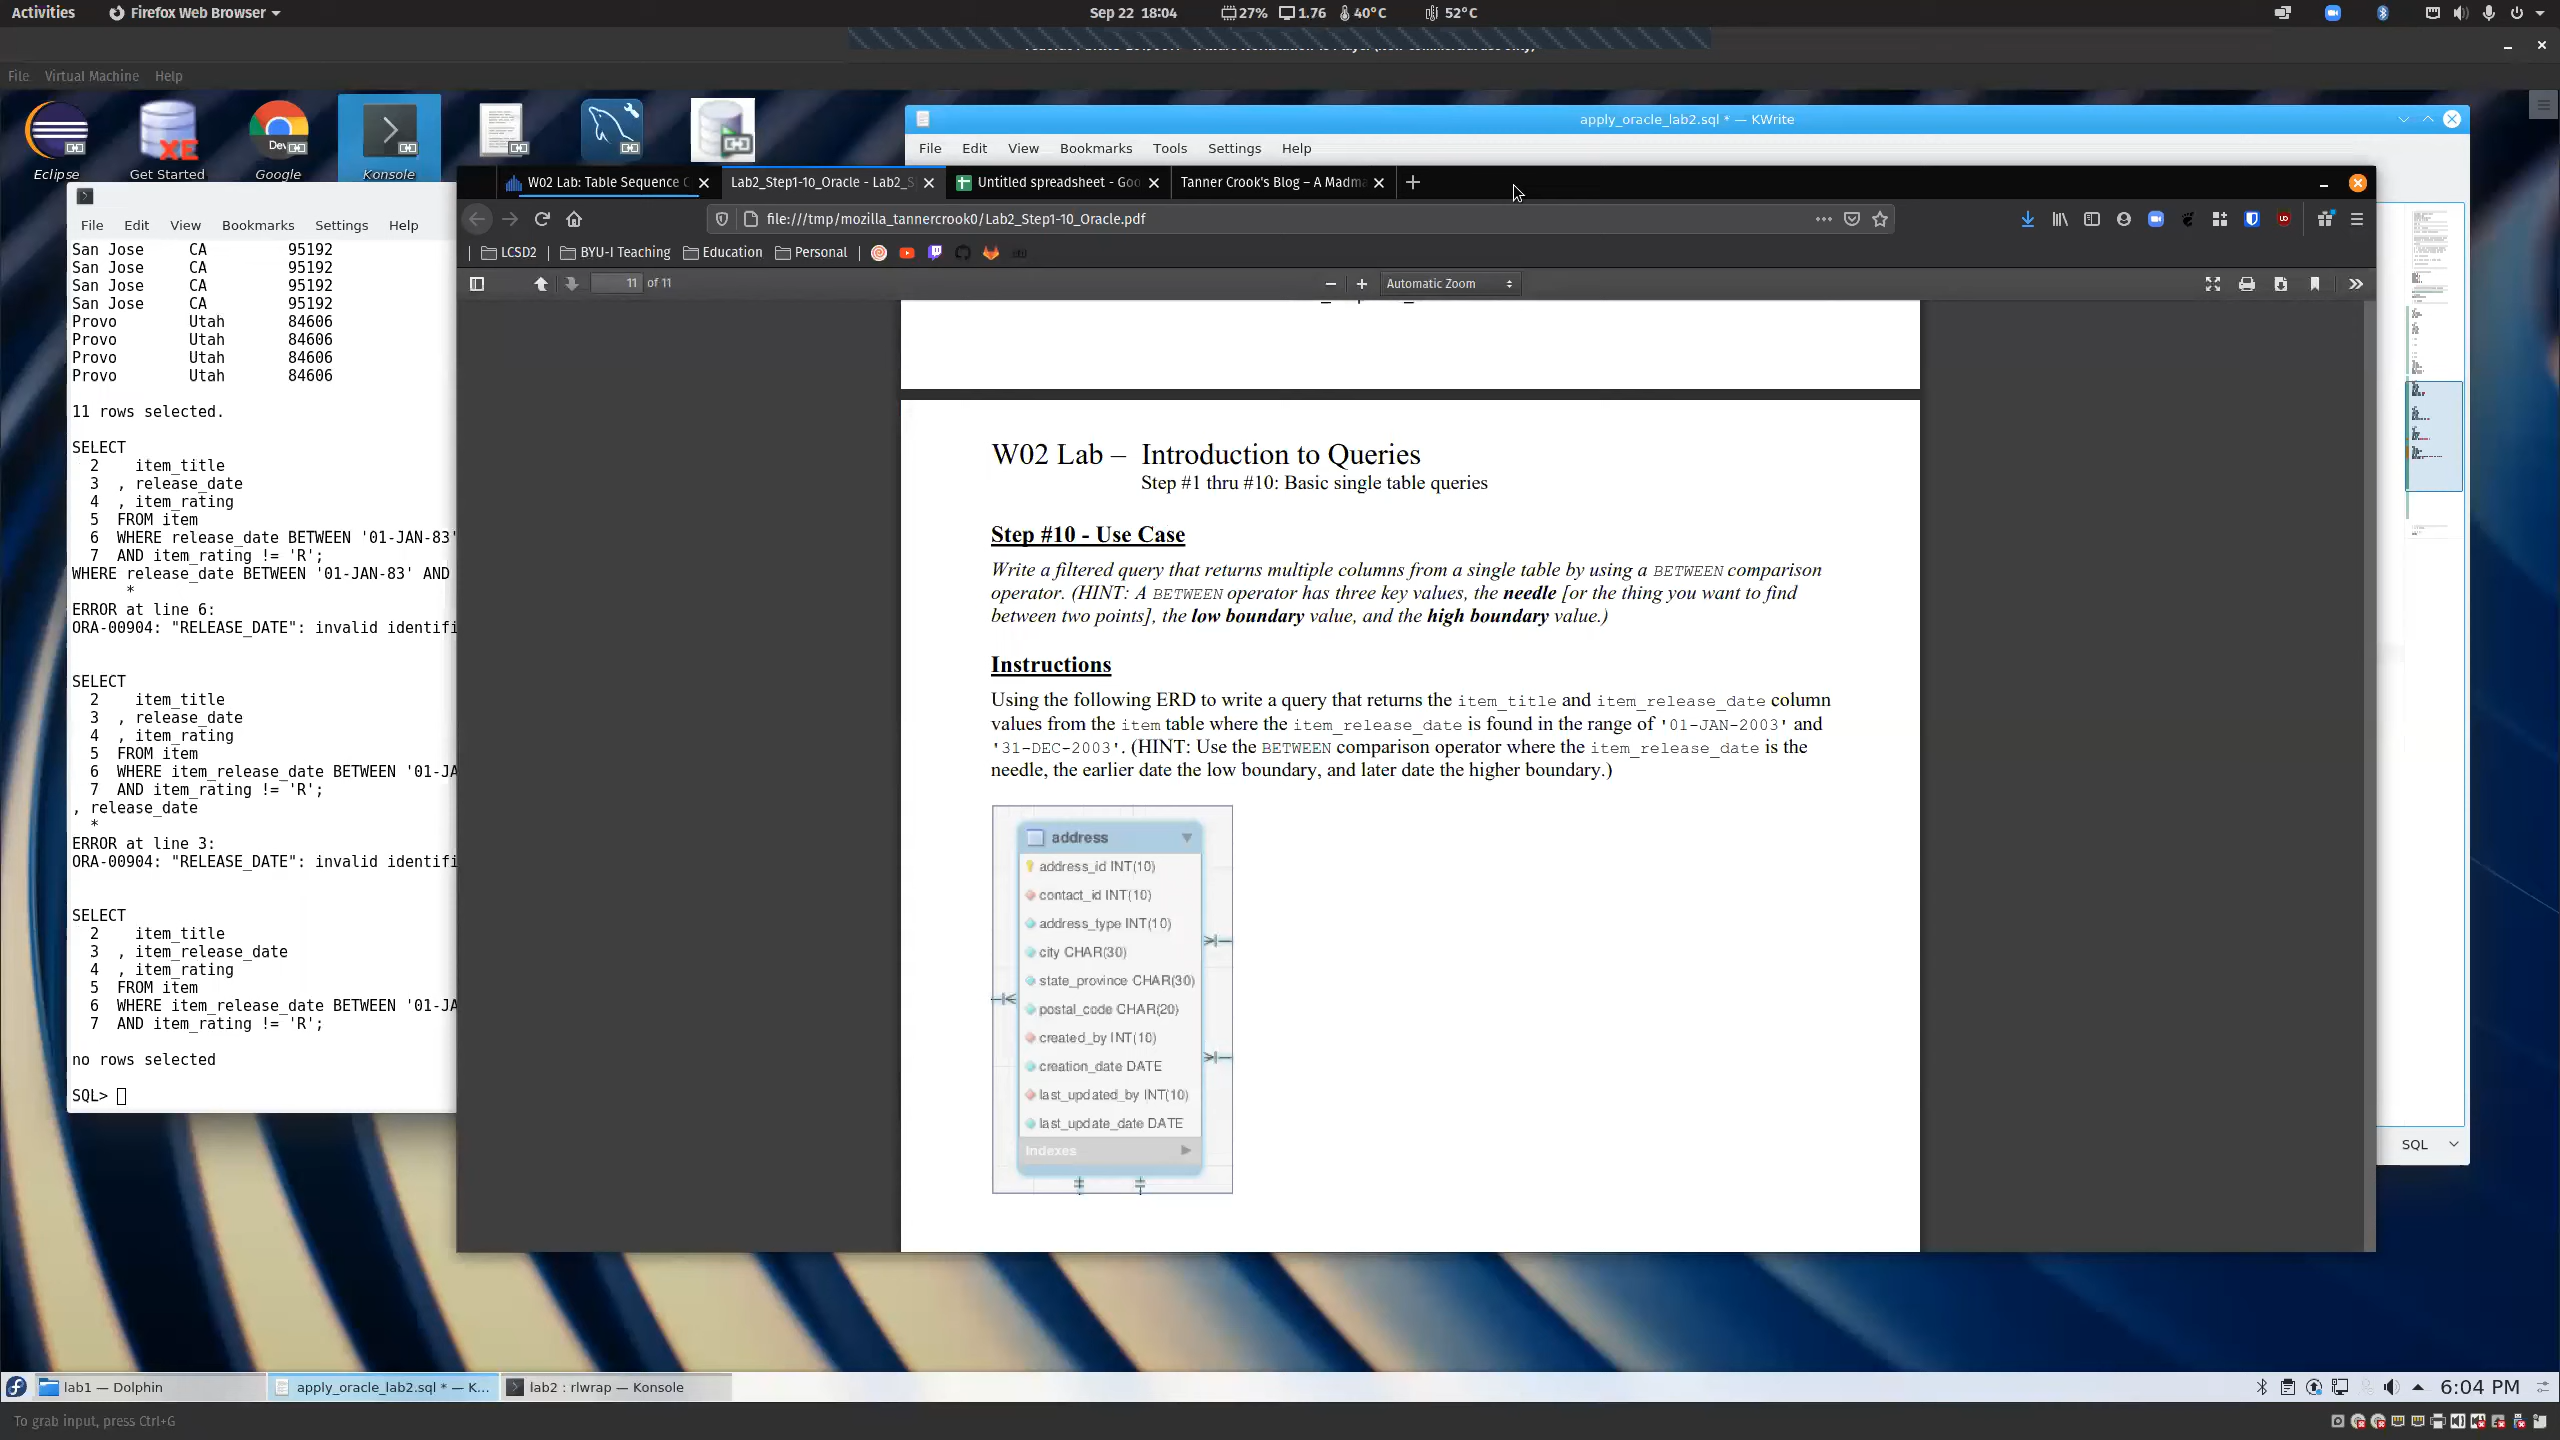 Activities
Firefox Web Browser
Sep 22 18:04
27%
1.76
40°C
52°C
File
Virtual Machine
Help
Eclipse
XE
Get Started
Dev
Google
Konsole
apply_oracle_lab2.sql * — KWrite
File Edit View Bookmarks Tools Settings Help
File Edit View Bookmarks Settings Help
W02 Lab: Table Sequence
Lab2_Step1-10_Oracle - Lab2_S
Untitled spreadsheet - Goo
Tanner Crook's Blog – A Madma
file:///tmp/mozilla_tannercrook0/Lab2_Step1-10_Oracle.pdf
LCSD2
BYU-I Teaching
Education
Personal
11 of 11
Automatic Zoom
San Jose CA 95192
San Jose CA 95192
San Jose CA 95192
San Jose CA 95192
Provo Utah 84606
Provo Utah 84606
Provo Utah 84606
Provo Utah 84606
11 rows selected.
SELECT
2 item_title
3 , release_date
4 , item_rating
5 FROM item
6 WHERE release_date BETWEEN '01-JAN-83'
7 AND item_rating != 'R';
WHERE release_date BETWEEN '01-JAN-83' AND
*
ERROR at line 6:
ORA-00904: "RELEASE_DATE": invalid identifi
SELECT
2 item_title
3 , release_date
4 , item_rating
5 FROM item
6 WHERE item_release_date BETWEEN '01-JA
7 AND item_rating != 'R';
, release_date
*
ERROR at line 3:
ORA-00904: "RELEASE_DATE": invalid identifi
SELECT
2 item_title
3 , item_release_date
4 , item_rating
5 FROM item
6 WHERE item_release_date BETWEEN '01-JA
7 AND item_rating != 'R';
no rows selected
SQL>
W02 Lab – Introduction to Queries
Step #1 thru #10: Basic single table queries
Step #10 - Use Case
Write a filtered query that returns multiple columns from a single table by using a BETWEEN comparison
operator. (HINT: A BETWEEN operator has three key values, the needle [or the thing you want to find
between two points], the low boundary value, and the high boundary value.)
Instructions
Using the following ERD to write a query that returns the item_title and item_release_date column
values from the item table where the item_release_date is found in the range of '01-JAN-2003' and
'31-DEC-2003'. (HINT: Use the BETWEEN comparison operator where the item_release_date is the
needle, the earlier date the low boundary, and later date the higher boundary.)
address
address_id INT(10)
contact_id INT(10)
address_type INT(10)
city CHAR(30)
state_province CHAR(30)
postal_code CHAR(20)
created_by INT(10)
creation_date DATE
last_updated_by INT(10)
last_update_date DATE
Indexes
SQL
lab1 — Dolphin
apply_oracle_lab2.sql * — K...
lab2 : rlwrap — Konsole
6:04 PM
To grab input, press Ctrl+G